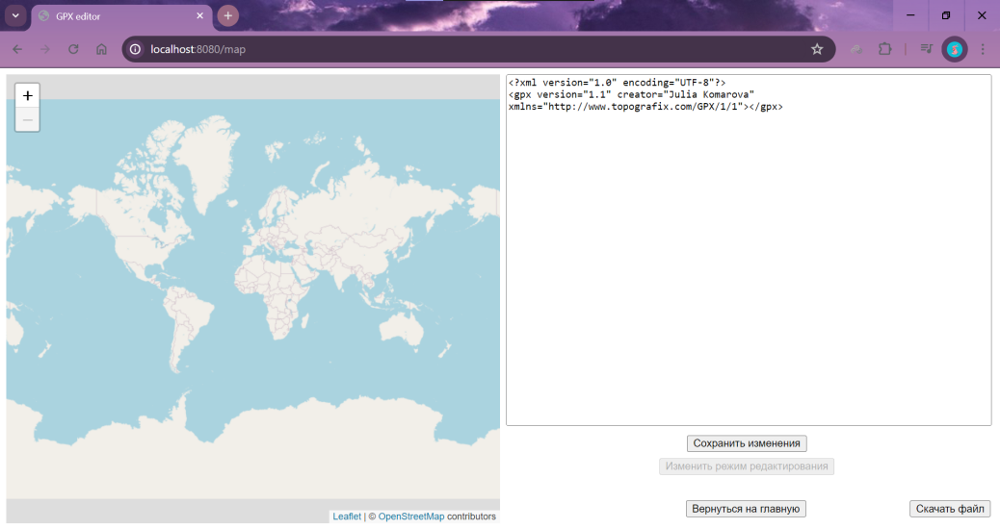 GPX editor
localhost:8080/map
+
−
<?xml version="1.0" encoding="UTF-8"?>
<gpx version="1.1" creator="Julia Komarova"
xmlns="http://www.topografix.com/GPX/1/1"></gpx>
Сохранить изменения
Изменить режим редактирования
Вернуться на главную
Скачать файл
Leaflet | © OpenStreetMap contributors